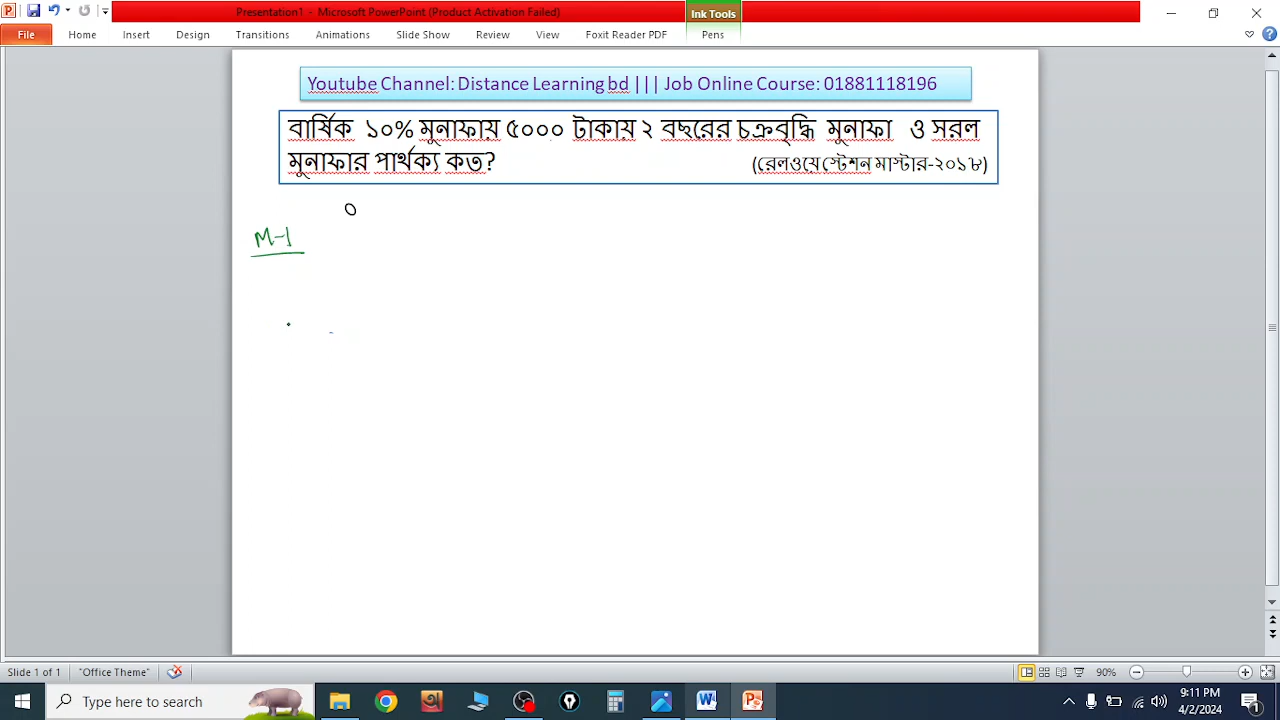 Presentation1 - Microsoft PowerPoint (Product Activation Failed)
Ink Tools
File Home Insert Design Transitions Animations Slide Show Review View Foxit Reader PDF Pens
Youtube Channel: Distance Learning bd ||| Job Online Course: 01881118196
বার্ষিক ১০% মুনাফায় ৫০০০ টাকায় ২ বছরের চক্রবৃদ্ধি মুনাফা ও সরল
মুনাফার পার্থক্য কত? (রেলওয়ে স্টেশন মাস্টার-২০১৮)
০
M-1
Slide 1 of 1 "Office Theme" 90%
Type here to search
9:11 PM
4/2/2024